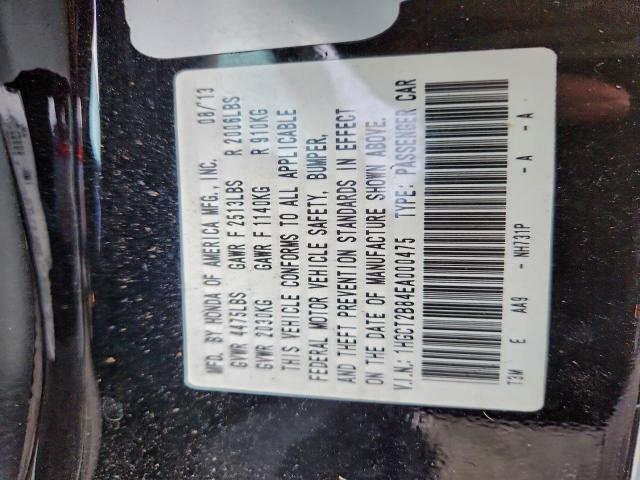 MFD. BY HONDA OF AMERICA MFG., INC. 08/13
GVWR 4475LBS GAWR F 2513LBS R 2006LBS
GVWR 2030KG GAWR F 1140KG R 910KG
THIS VEHICLE CONFORMS TO ALL APPLICABLE
FEDERAL MOTOR VEHICLE SAFETY, BUMPER,
AND THEFT PREVENTION STANDARDS IN EFFECT
ON THE DATE OF MANUFACTURE SHOWN ABOVE.
V.I.N.: 1HGCT2B84EA000475 TYPE: PASSENGER CAR
T3W E AA9 - NH731P - A - A